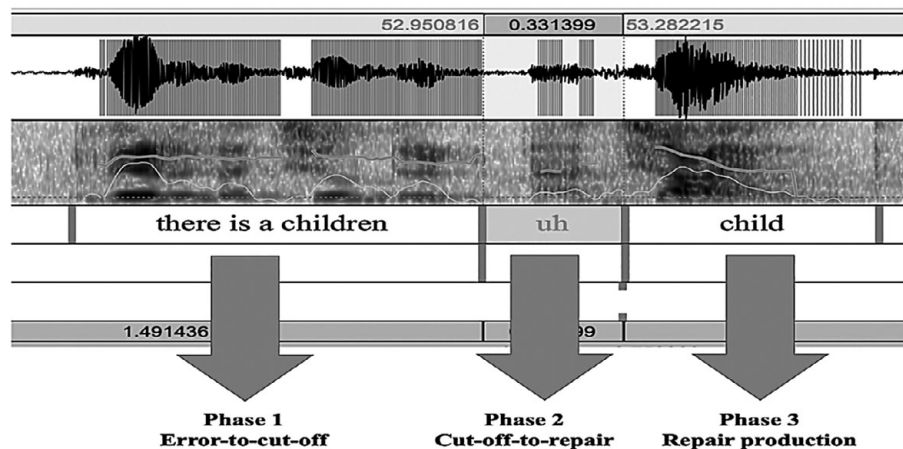 52.950816 0.331399 53.282215
there is a children uh child
1.491436 99
Phase 1 Phase 2 Phase 3
Error-to-cut-off Cut-off-to-repair Repair production